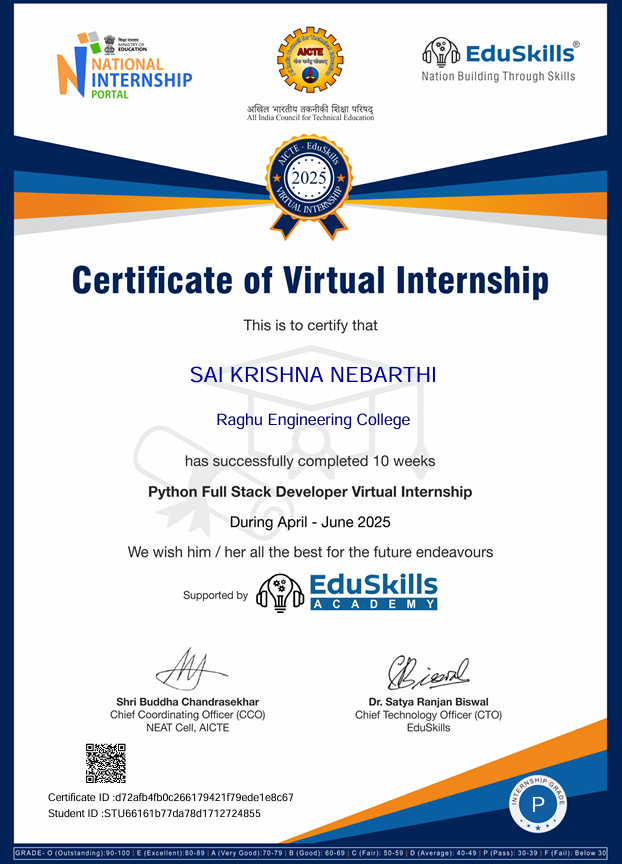 शिक्षा मंत्रालय
MINISTRY OF
EDUCATION
NATIONAL
INTERNSHIP
PORTAL
AICTE
EduSkills®
Nation Building Through Skills
अखिल भारतीय तकनीकी शिक्षा परिषद्
All India Council for Technical Education
AICTE - EduSkills
2025
VIRTUAL INTERNSHIP
Certificate of Virtual Internship
This is to certify that
SAI KRISHNA NEBARTHI
Raghu Engineering College
has successfully completed 10 weeks
Python Full Stack Developer Virtual Internship
During April - June 2025
We wish him / her all the best for the future endeavours
Supported by
EduSkills
ACADEMY
Shri Buddha Chandrasekhar
Chief Coordinating Officer (CCO)
NEAT Cell, AICTE
Dr. Satya Ranjan Biswal
Chief Technology Officer (CTO)
EduSkills
Certificate ID :d72afb4fb0c266179421f79ede1e8c67
Student ID :STU66161b77da78d1712724855
INTERNSHIP GRADE
P
GRADE- O (Outstanding):90-100 | E (Excellent):80-89 | A (Very Good):70-79 | B (Good): 60-69 | C (Fair): 50-59 | D (Average): 40-49 | P (Pass): 30-39 | F (Fail): Below 30